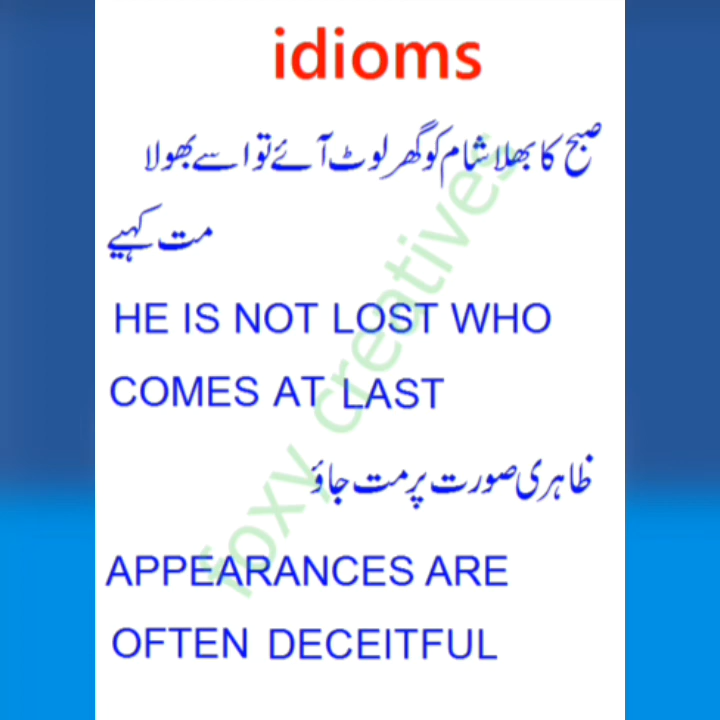 idioms
صبح کا بھلا شام کو گھر لوٹ آئے تو اسے بھولا
مت کہیے
HE IS NOT LOST WHO
COMES AT LAST
ظاہری صورت پر مت جاؤ
APPEARANCES ARE
OFTEN DECEITFUL
foxy creatives